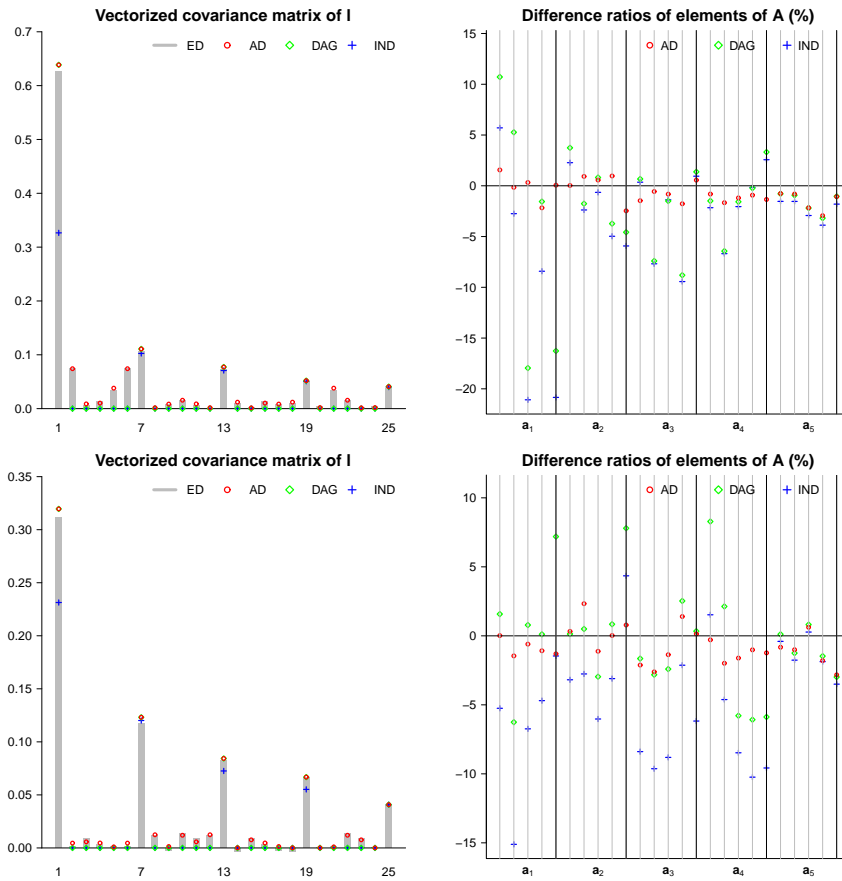 Vectorized covariance matrix of I
ED AD DAG IND
0.7
0.6
0.5
0.4
0.3
0.2
0.1
0.0
1 7 13 19 25
Difference ratios of elements of A (%)
AD DAG IND
15
10
5
0
−5
−10
−15
−20
a1 a2 a3 a4 a5
Vectorized covariance matrix of I
ED AD DAG IND
0.35
0.30
0.25
0.20
0.15
0.10
0.05
0.00
1 7 13 19 25
Difference ratios of elements of A (%)
AD DAG IND
10
5
0
−5
−10
−15
a1 a2 a3 a4 a5